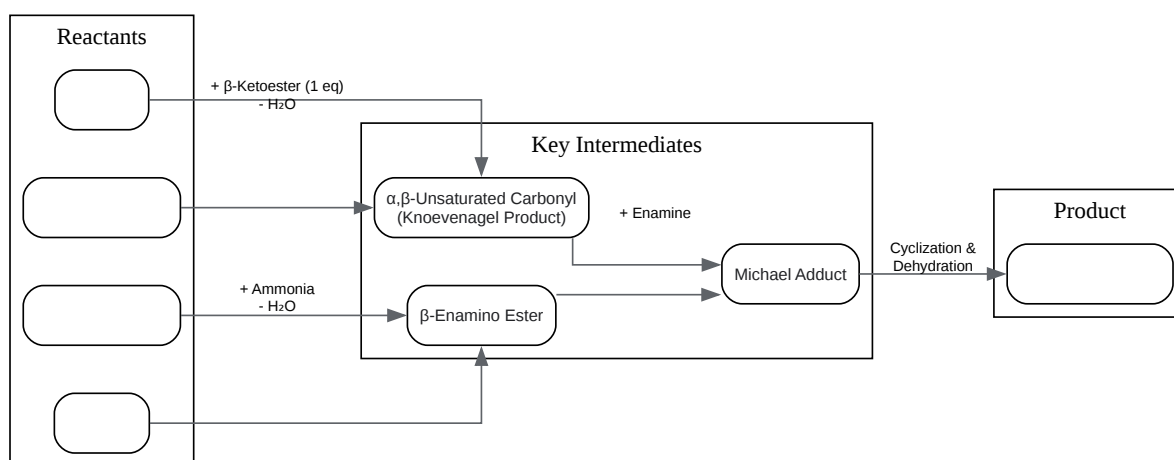 Reactants
+ β-Ketoester (1 eq)
- H₂O
Key Intermediates
α,β-Unsaturated Carbonyl
(Knoevenagel Product)
+ Enamine
Product
Michael Adduct
Cyclization &
Dehydration
+ Ammonia
- H₂O
β-Enamino Ester